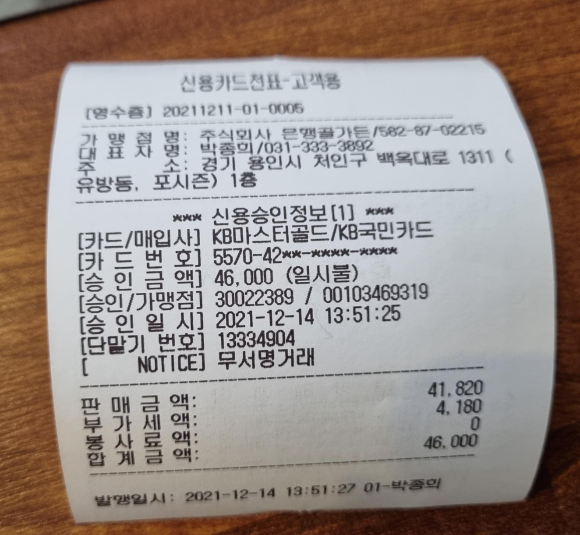 신용카드전표-고객용
[영수증] 20211211-01-0005
가 맹 점 명: 주식회사 은행골가든/582-87-02215
대 표 자 명: 박종희/031-333-3892
주 소: 경기 용인시 처인구 백옥대로 1311 (
유방동, 포시즌) 1층
*** 신용승인정보[1] ***
[카드/매입사] KB마스터골드/KB국민카드
[카 드 번 호] 5570-42**-****-****
[승 인 금 액] 46,000 (일시불)
[승인/가맹점] 30022389 / 00103469319
[승 인 일 시] 2021-12-14 13:51:25
[단말기 번호] 13334904
[ NOTICE] 무서명거래
판 매 금 액: 41,820
부 가 세 액: 4,180
봉 사 료 액: 0
합 계 금 액: 46,000
발행일시: 2021-12-14 13:51:27 01-박종희